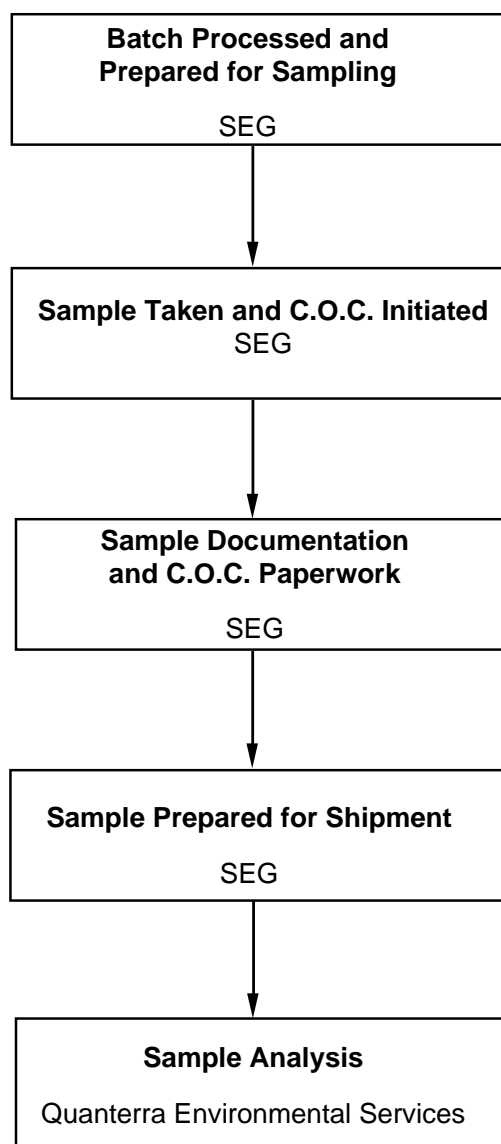 Batch Processed and
Prepared for Sampling
SEG
Sample Taken and C.O.C. Initiated
SEG
Sample Documentation
and C.O.C. Paperwork
SEG
Sample Prepared for Shipment
SEG
Sample Analysis
Quanterra Environmental Services